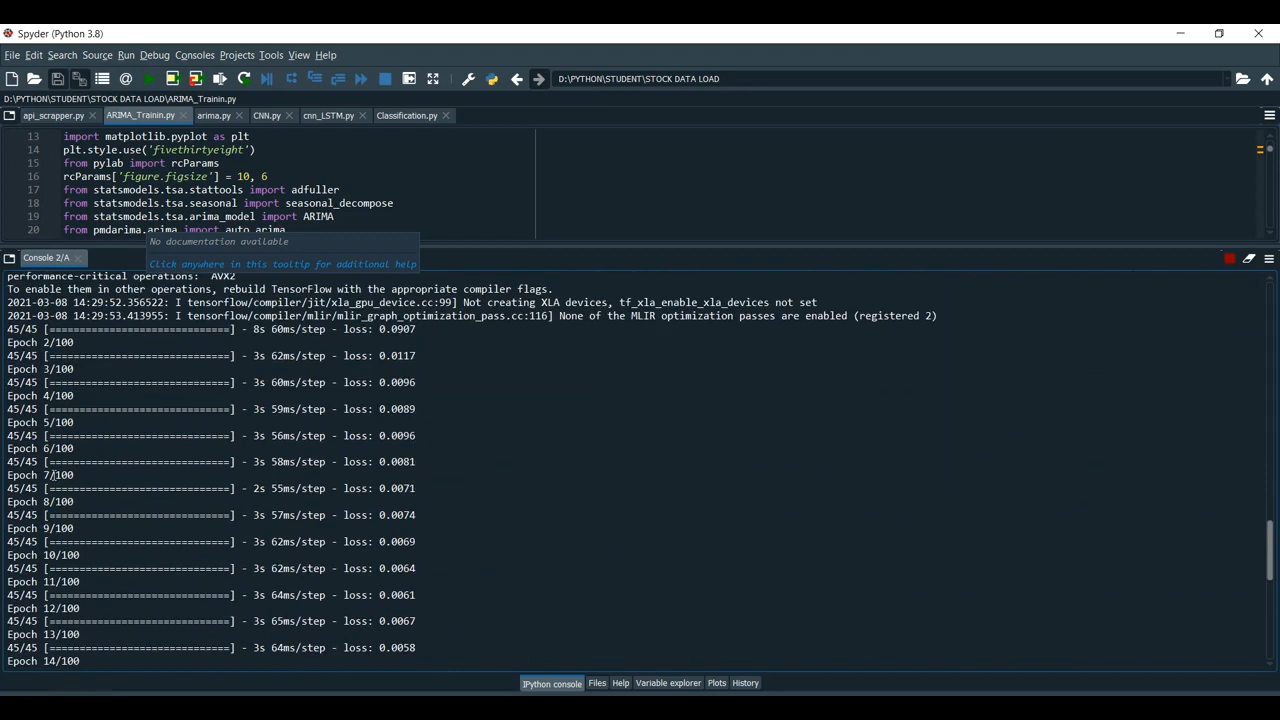 Spyder (Python 3.8)
File Edit Search Source Run Debug Consoles Projects Tools View Help
D:\PYTHON\STUDENT\STOCK DATA LOAD
D:\PYTHON\STUDENT\STOCK DATA LOAD\ARIMA_Trainin.py
api_scrapper.py ARIMA_Trainin.py arima.py CNN.py cnn_LSTM.py Classification.py
13 import matplotlib.pyplot as plt
14 plt.style.use('fivethirtyeight')
15 from pylab import rcParams
16 rcParams['figure.figsize'] = 10, 6
17 from statsmodels.tsa.stattools import adfuller
18 from statsmodels.tsa.seasonal import seasonal_decompose
19 from statsmodels.tsa.arima_model import ARIMA
20 from pmdarima.arima import auto_arima
No documentation available
Click anywhere in this tooltip for additional help
Console 2/A
performance-critical operations: AVX2
To enable them in other operations, rebuild TensorFlow with the appropriate compiler flags.
2021-03-08 14:29:52.356522: I tensorflow/compiler/jit/xla_gpu_device.cc:99] Not creating XLA devices, tf_xla_enable_xla_devices not set
2021-03-08 14:29:53.413955: I tensorflow/compiler/mlir/mlir_graph_optimization_pass.cc:116] None of the MLIR optimization passes are enabled (registered 2)
45/45 [==============================] - 8s 60ms/step - loss: 0.0907
Epoch 2/100
45/45 [==============================] - 3s 62ms/step - loss: 0.0117
Epoch 3/100
45/45 [==============================] - 3s 60ms/step - loss: 0.0096
Epoch 4/100
45/45 [==============================] - 3s 59ms/step - loss: 0.0089
Epoch 5/100
45/45 [==============================] - 3s 56ms/step - loss: 0.0096
Epoch 6/100
45/45 [==============================] - 3s 58ms/step - loss: 0.0081
Epoch 7/100
45/45 [==============================] - 2s 55ms/step - loss: 0.0071
Epoch 8/100
45/45 [==============================] - 3s 57ms/step - loss: 0.0074
Epoch 9/100
45/45 [==============================] - 3s 62ms/step - loss: 0.0069
Epoch 10/100
45/45 [==============================] - 3s 62ms/step - loss: 0.0064
Epoch 11/100
45/45 [==============================] - 3s 64ms/step - loss: 0.0061
Epoch 12/100
45/45 [==============================] - 3s 65ms/step - loss: 0.0067
Epoch 13/100
45/45 [==============================] - 3s 64ms/step - loss: 0.0058
Epoch 14/100
IPython console Files Help Variable explorer Plots History